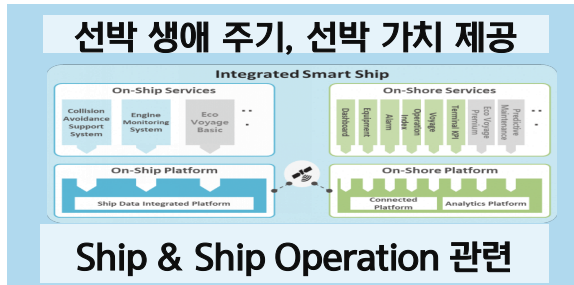 선박 생애 주기, 선박 가치 제공
Integrated Smart Ship
On-Ship Services
Collision
Avoidance
Support
System
Engine
Monitoring
System
Eco
Voyage
Basic
..
On-Shore Services
Dashboard
Equipment
Alarm
Operation
Index
Voyage
Terminal KPI
Eco Voyage
Premium
Predictive
Maintenance
..
On-Ship Platform
Ship Data Integrated Platform
On-Shore Platform
Connected
Platform
Analytics Platform
Ship & Ship Operation 관련